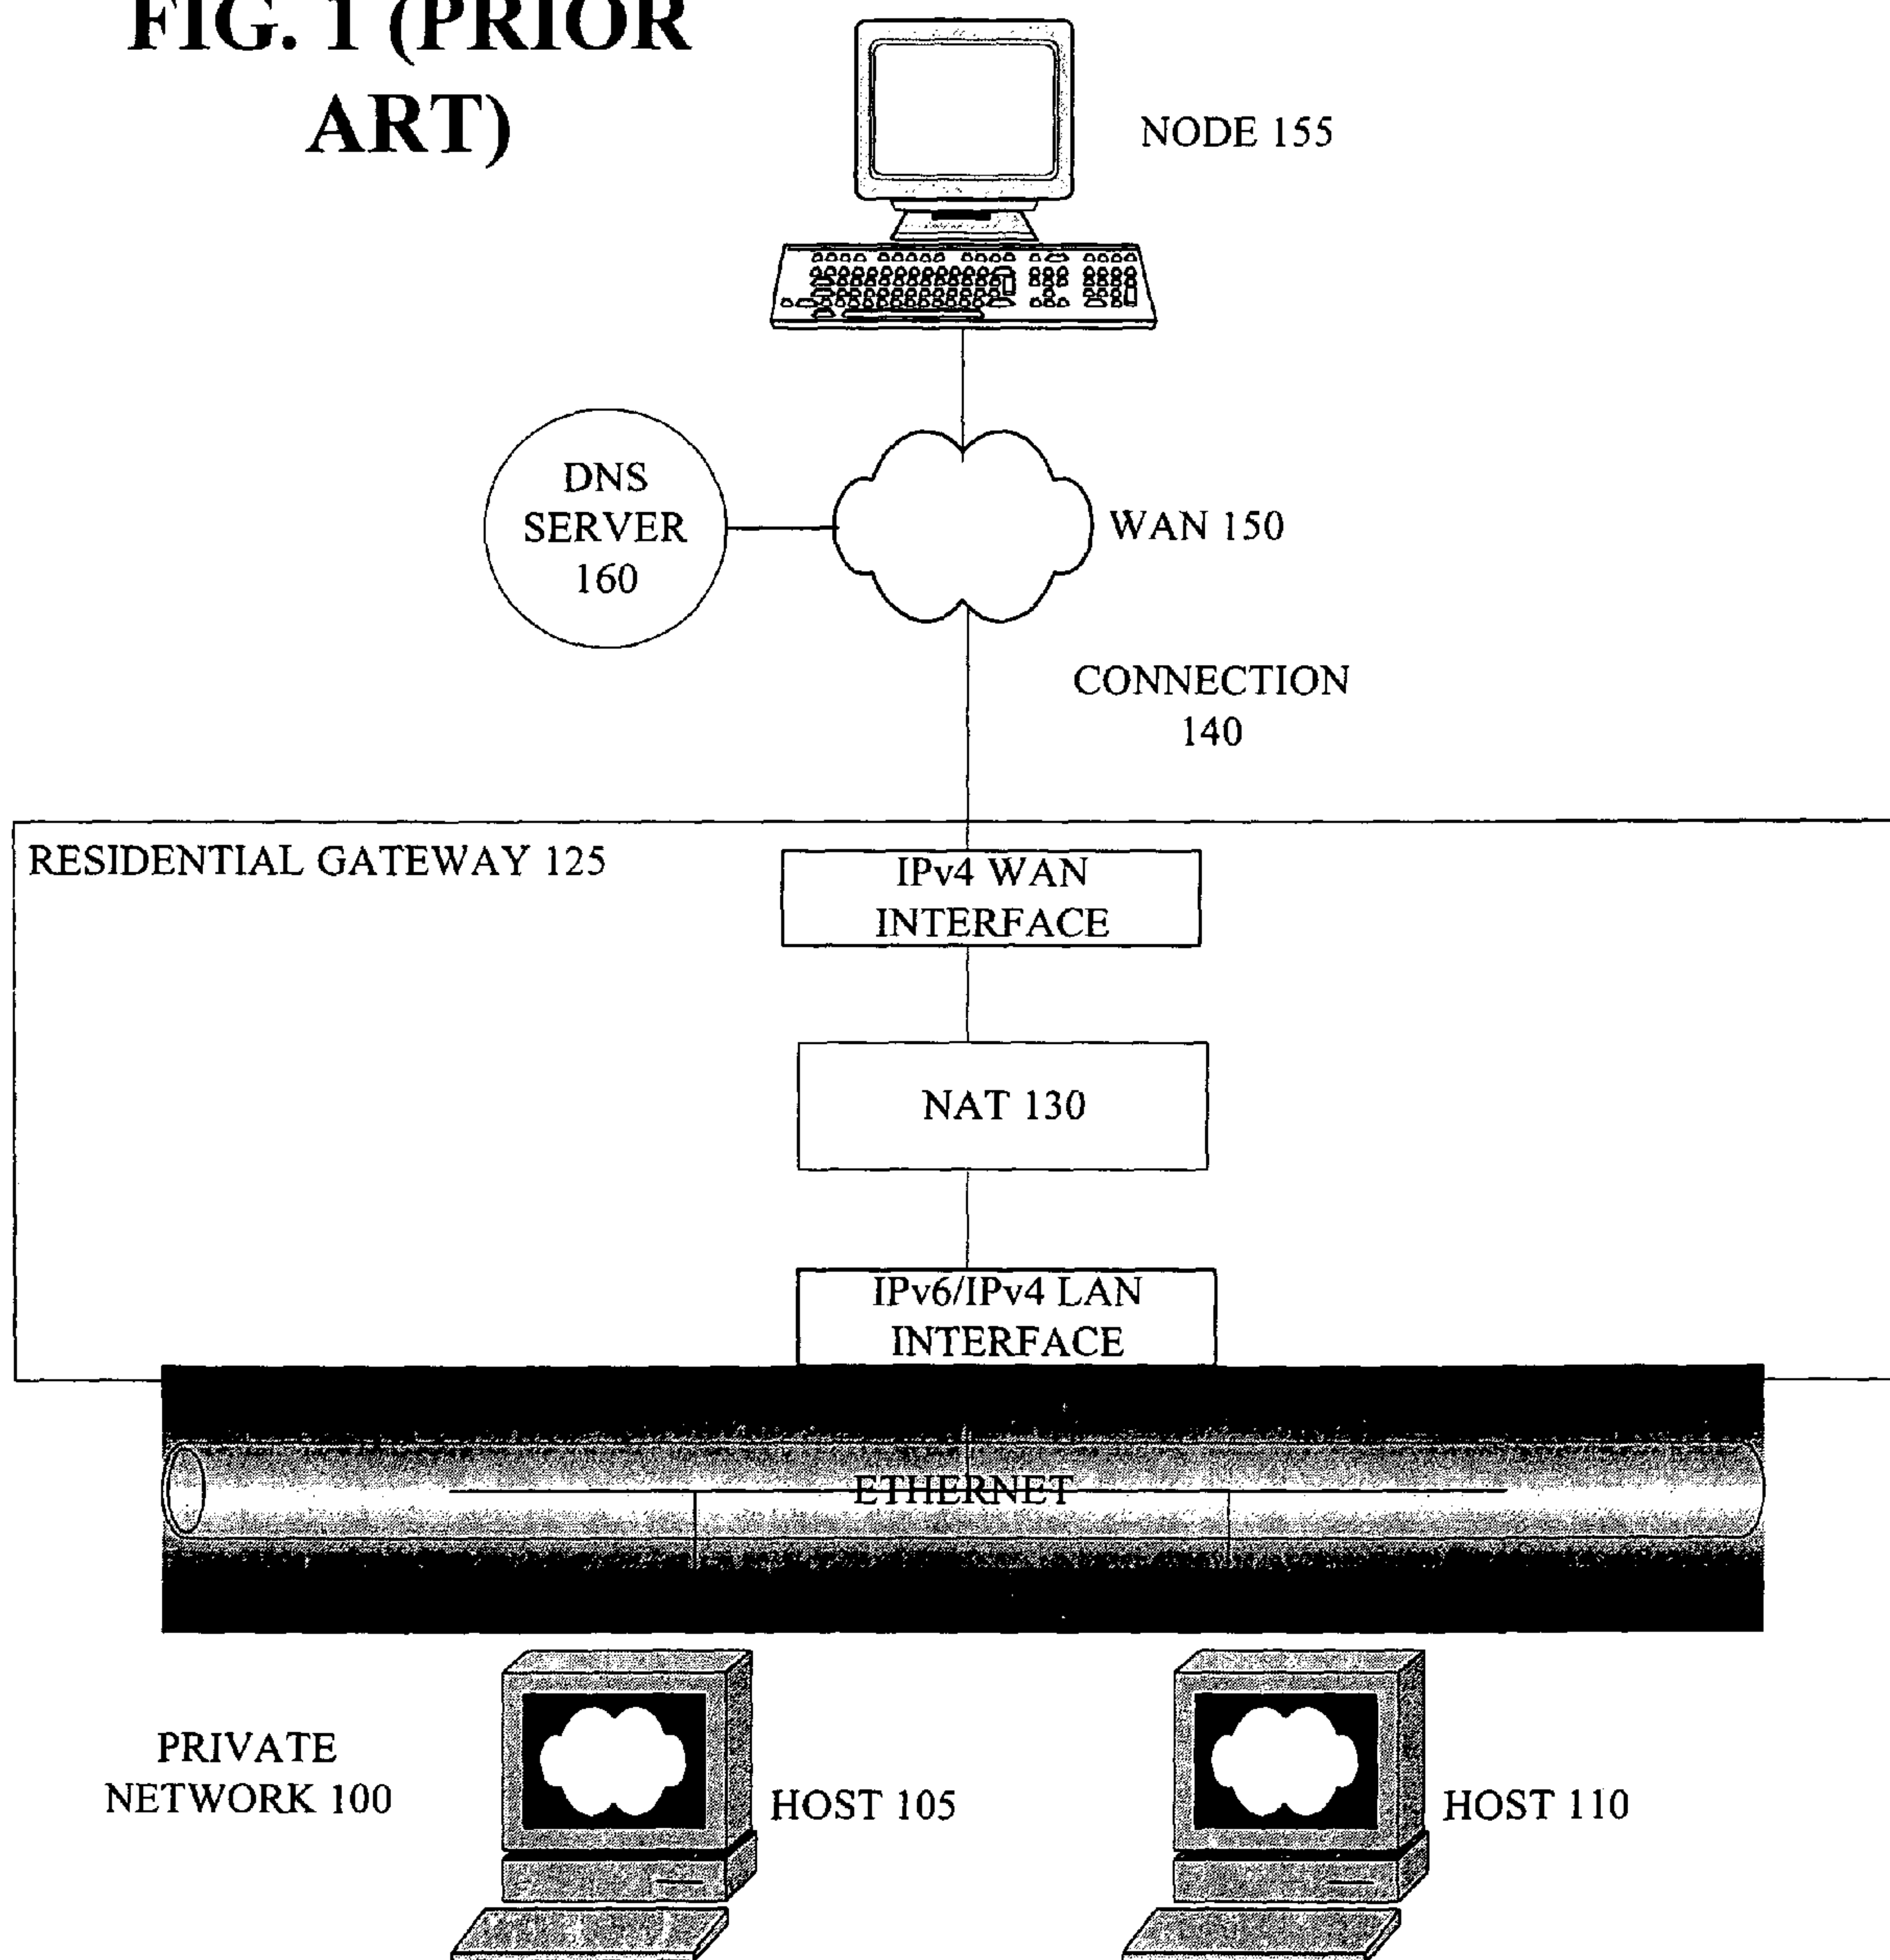 FIG. 1 (PRIOR
ART)
NODE 155
DNS
SERVER
160
WAN 150
CONNECTION
140
RESIDENTIAL GATEWAY 125
IPv4 WAN
INTERFACE
NAT 130
IPv6/IPv4 LAN
INTERFACE
ETHERNET
PRIVATE
NETWORK 100
HOST 105
HOST 110